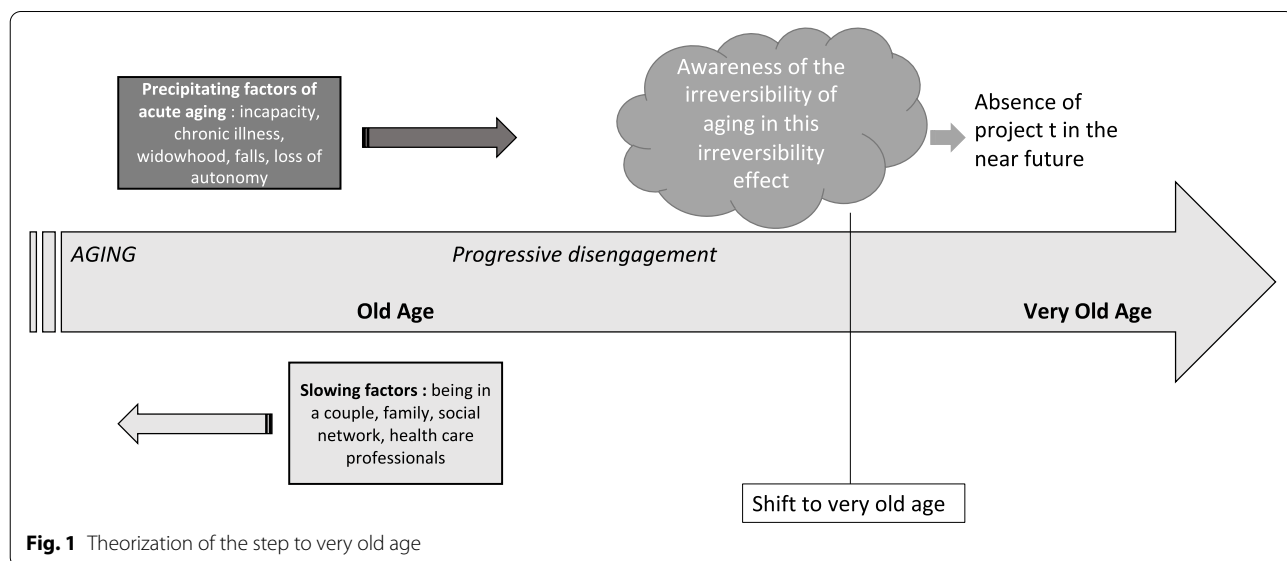 Precipitating factors of
acute aging : incapacity,
chronic illness,
widowhood, falls, loss of
autonomy
Awareness of the
irreversibility of
aging in this
irreversibility
effect
Absence of
project t in the
near future
AGING
Progressive disengagement
Old Age
Very Old Age
Slowing factors : being in
a couple, family, social
network, health care
professionals
Shift to very old age
Fig. 1 Theorization of the step to very old age